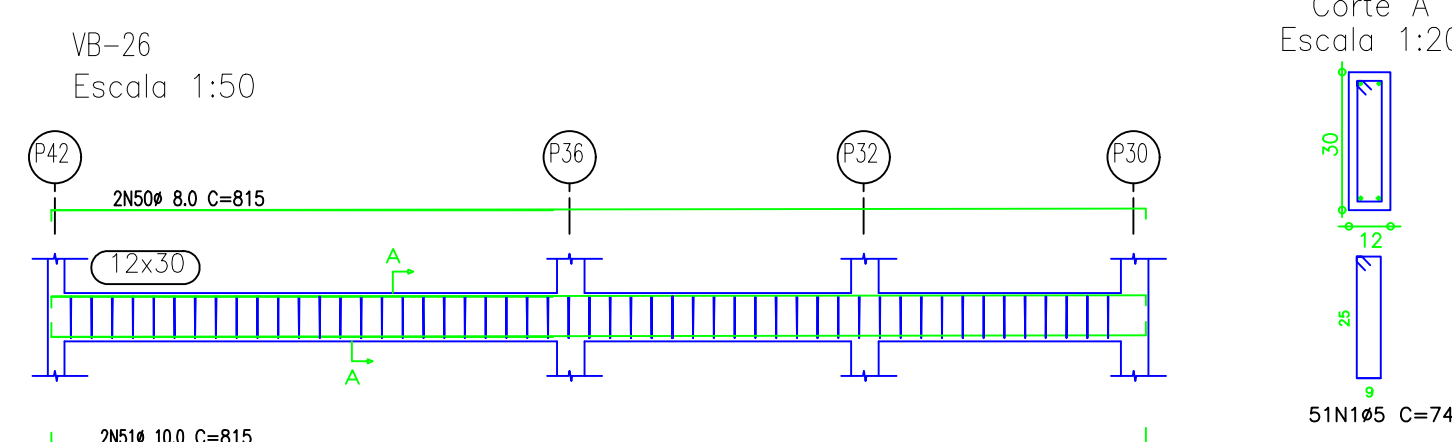 VB-26
Escala 1:50
P42
P36
P32
P30
2N50ø 8.0 C=815
12x30
A
A
2N51ø 10.0 C=815
Corte A
Escala 1:20
30
12
25
9
51N1ø5 C=74